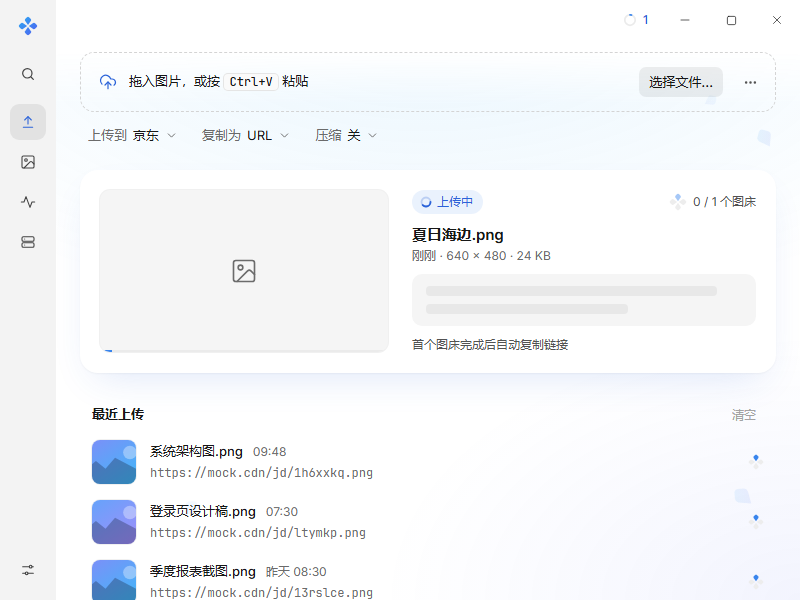 1
拖入图片，或按 Ctrl+V 粘贴
选择文件...
上传到 京东 复制为 URL 压缩 关
上传中
0 / 1 个图床
夏日海边.png
刚刚 · 640 × 480 · 24 KB
首个图床完成后自动复制链接
最近上传
清空
系统架构图.png 09:48
https://mock.cdn/jd/1h6xxkq.png
登录页设计稿.png 07:30
https://mock.cdn/jd/ltymkp.png
季度报表截图.png 昨天 08:30
https://mock.cdn/jd/13rslce.png